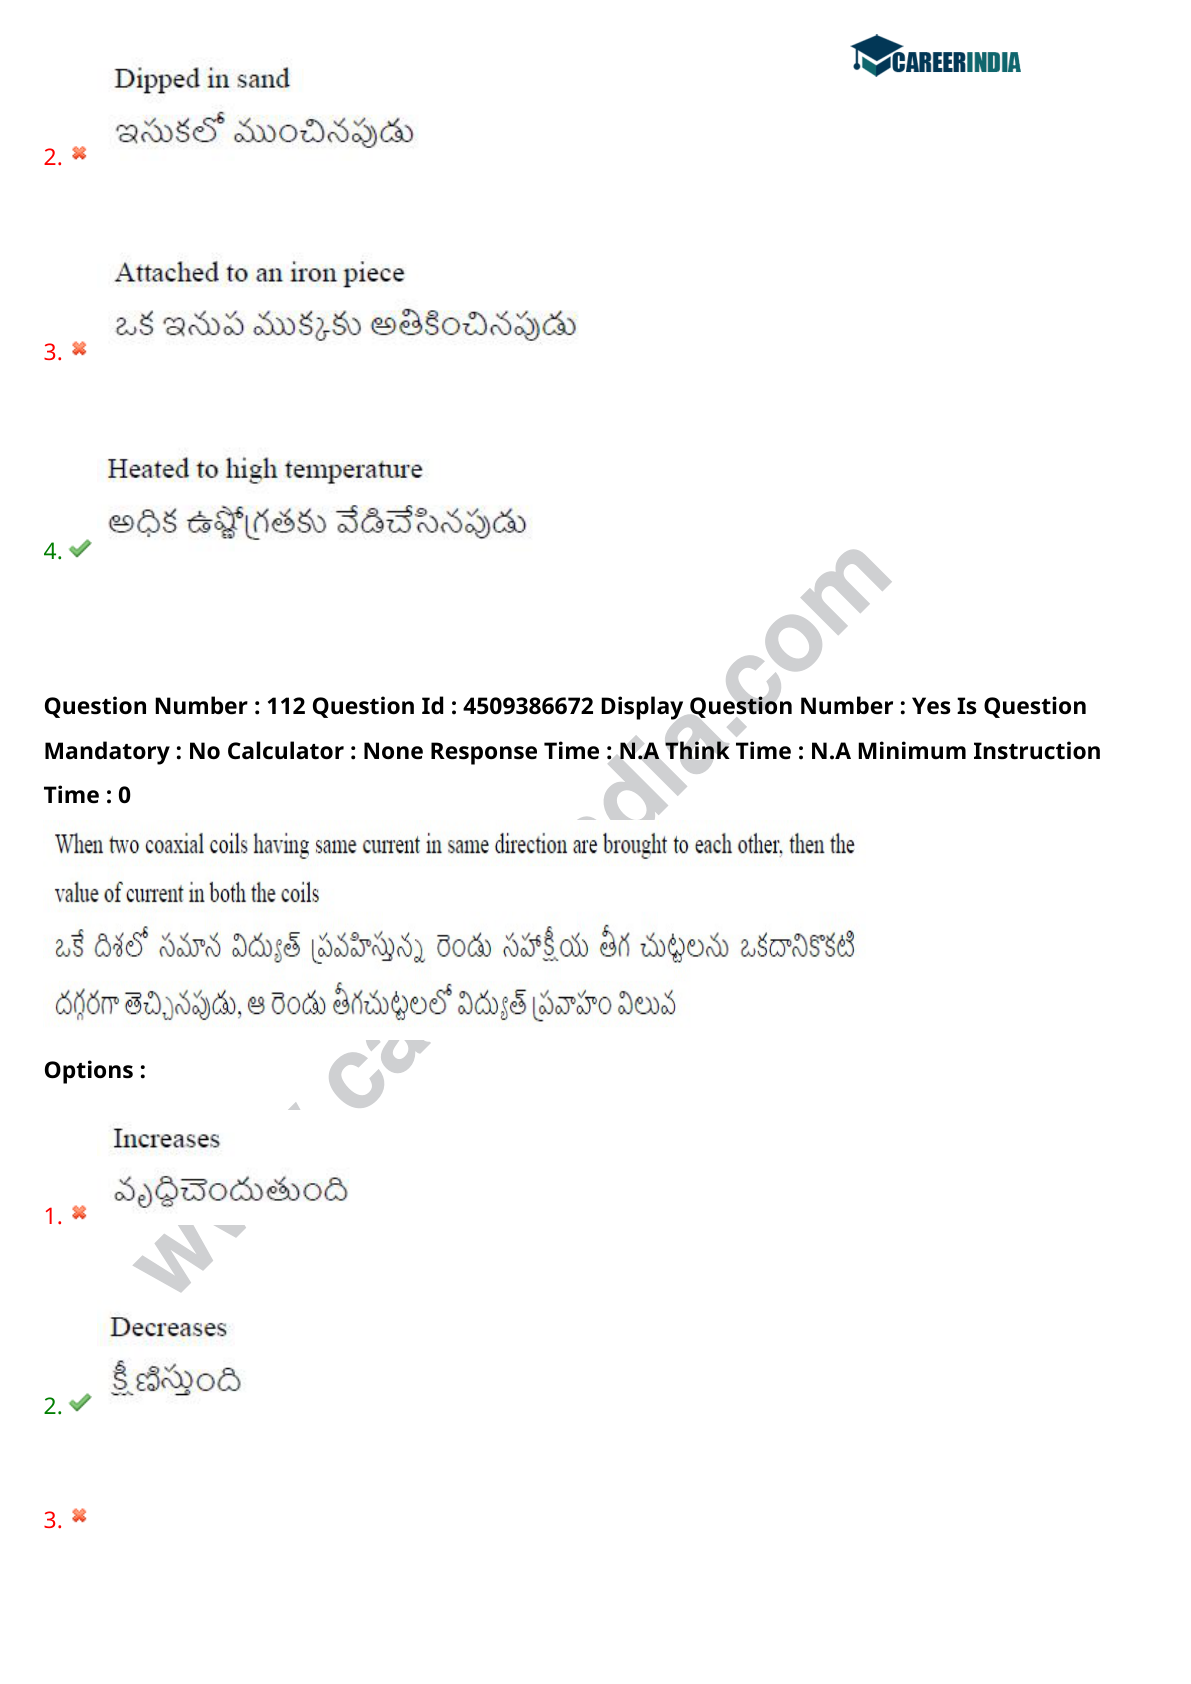 CAREERINDIA
Dipped in sand
ఇసుకలో ముంచినపుడు
2.
Attached to an iron piece
ఒక ఇనుప ముక్కకు అతికించినపుడు
3.
Heated to high temperature
అధిక ఉష్ణోగ్రతకు వేడిచేసినపుడు
4.
Question Number : 112 Question Id : 4509386672 Display Question Number : Yes Is Question
Mandatory : No Calculator : None Response Time : N.A Think Time : N.A Minimum Instruction
Time : 0
When two coaxial coils having same current in same direction are brought to each other, then the
value of current in both the coils
ఒకే దిశలో సమాన విద్యుత్ ప్రవహిస్తున్న రెండు సహాక్షీయ తీగ చుట్టలను ఒకదానికొకటి
దగ్గరగా తెచ్చినపుడు, ఆ రెండు తీగచుట్టలలో విద్యుత్ ప్రవాహం విలువ
Options :
Increases
వృద్ధిచెందుతుంది
1.
Decreases
క్షీణిస్తుంది
2.
3.